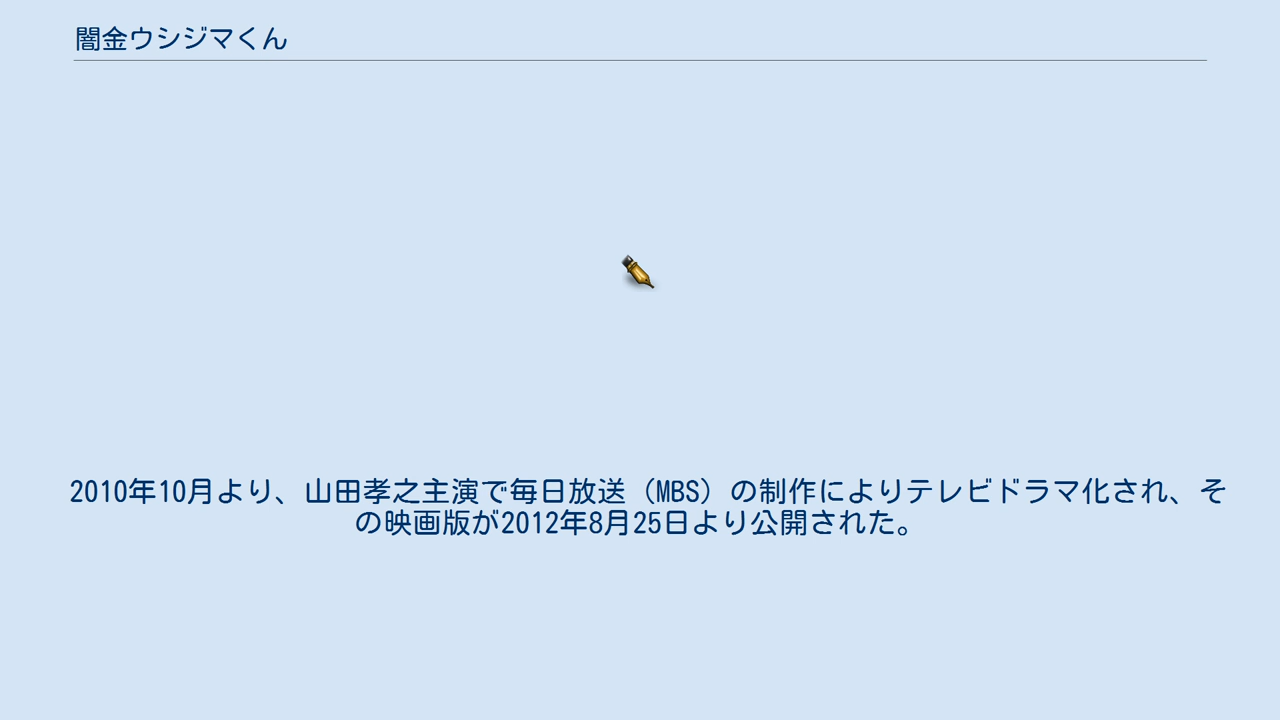 闇金ウシジマくん
2010年10月より、山田孝之主演で毎日放送（MBS）の制作によりテレビドラマ化され、そ
の映画版が2012年8月25日より公開された。